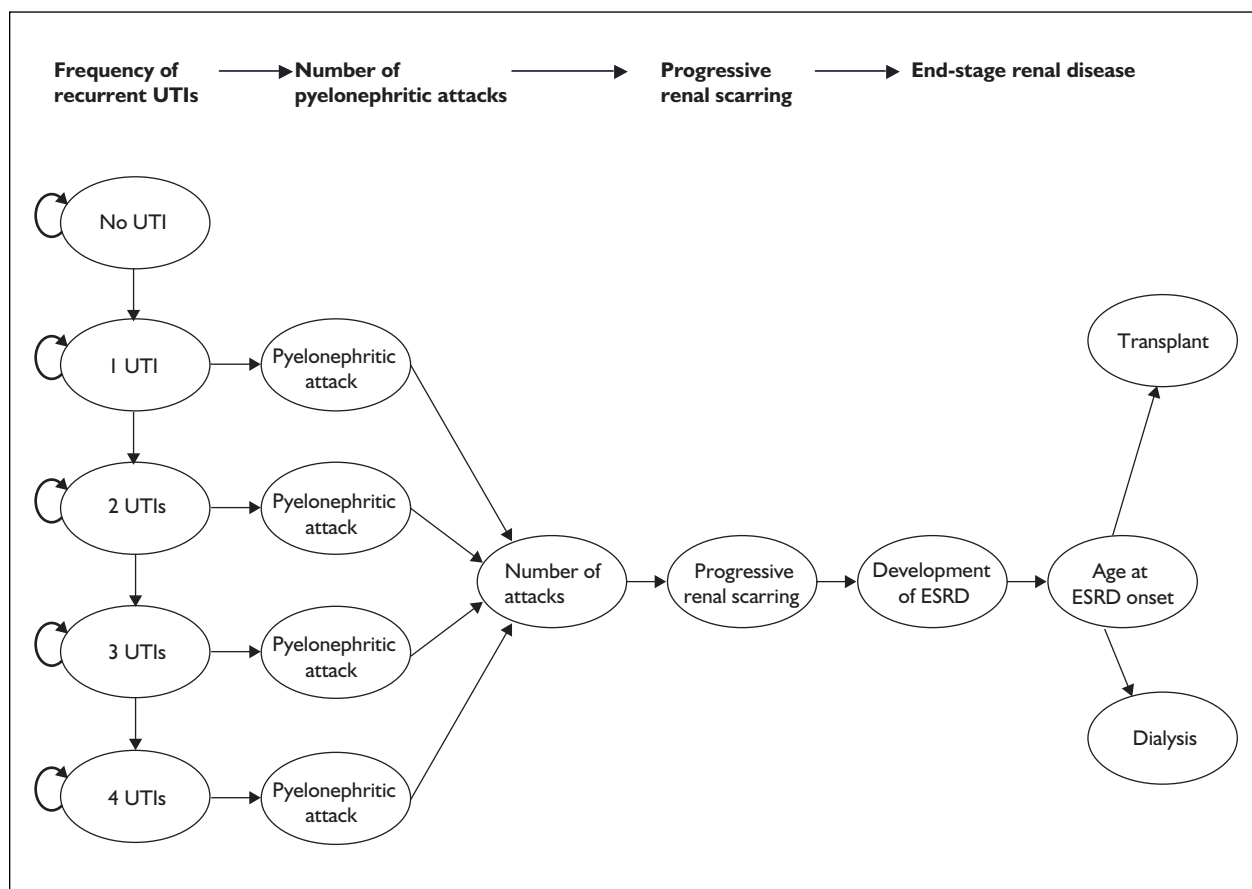 Frequency of
recurrent UTIs
Number of
pyelonephritic attacks
Progressive
renal scarring
End-stage renal disease
No UTI
1 UTI
Pyelonephritic
attack
2 UTIs
Pyelonephritic
attack
3 UTIs
Pyelonephritic
attack
4 UTIs
Pyelonephritic
attack
Number of
attacks
Progressive
renal scarring
Development
of ESRD
Age at
ESRD onset
Transplant
Dialysis